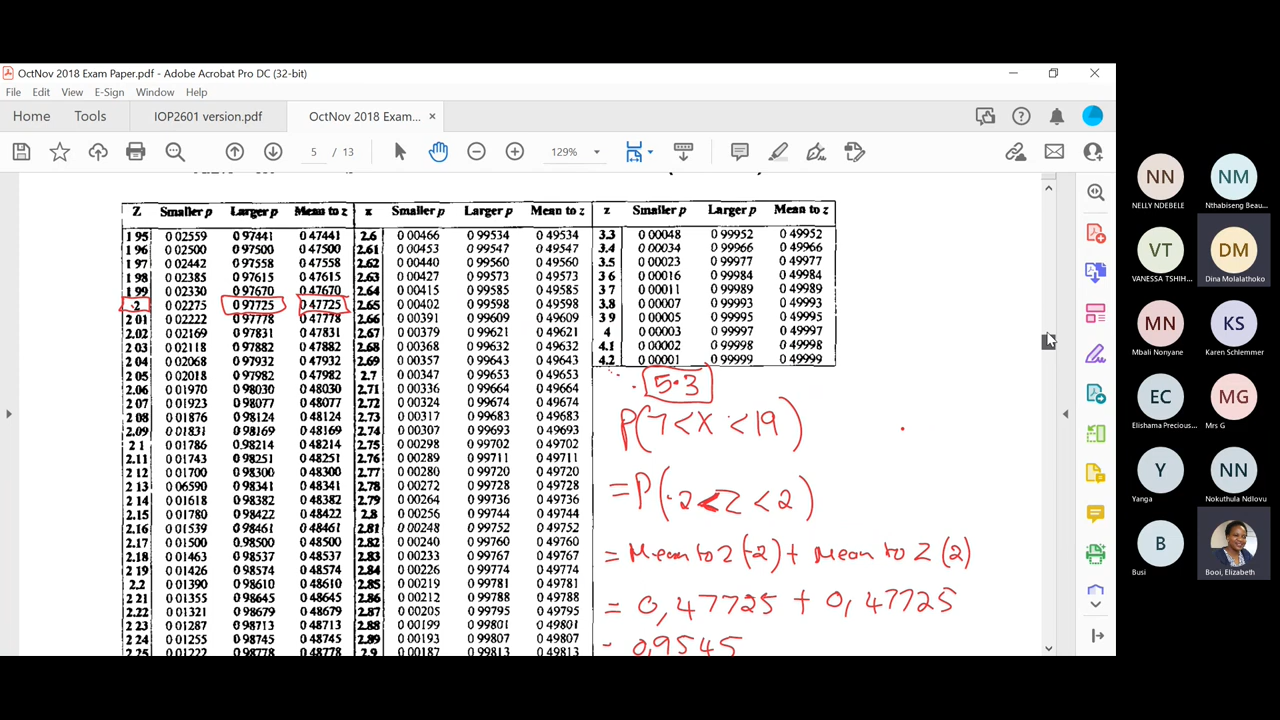 OctNov 2018 Exam Paper.pdf - Adobe Acrobat Pro DC (32-bit)
File Edit View E-Sign Window Help
Home Tools IOP2601 version.pdf OctNov 2018 Exam... ×
5 / 13 129%
Z Smaller p Larger p Mean to z x Smaller p Larger p Mean to z z Smaller p Larger p Mean to z
1 95 0 02559 0 97441 0 47441 2.6 0 00466 0 99534 0 49534 3.3 0 00048 0 99952 0 49952
1 96 0 02500 0 97500 0 47500 2.61 0 00453 0 99547 0 49547 3.4 0 00034 0 99966 0 49966
1 97 0 02442 0 97558 0 47558 2.62 0 00440 0 99560 0 49560 3.5 0 00023 0 99977 0 49977
1 98 0 02385 0 97615 0 47615 2.63 0 00427 0 99573 0 49573 3 6 0 00016 0 99984 0 49984
1 99 0 02330 0 97670 0 47670 2.64 0 00415 0 99585 0 49585 3 7 0 00011 0 99989 0 49989
2 0 02275 0 97725 0 47725 2.65 0 00402 0 99598 0 49598 3.8 0 00007 0 99993 0 49993
2 01 0 02222 0 97778 0 47778 2.66 0 00391 0 99609 0 49609 3 9 0 00005 0 99995 0 49995
2.02 0 02169 0 97831 0 47831 2.67 0 00379 0 99621 0 49621 4 0 00003 0 99997 0 49997
2 03 0 02118 0 97882 0 47882 2.68 0 00368 0 99632 0 49632 4.1 0 00002 0 99998 0 49998
2 04 0 02068 0 97932 0 47932 2.69 0 00357 0 99643 0 49643 4.2 0 00001 0 99999 0 49999
2 05 0 02018 0 97982 0 47982 2.7 0 00347 0 99653 0 49653
2.06 0 01970 0 98030 0 48030 2.71 0 00336 0 99664 0 49664
2 07 0 01923 0 98077 0 48077 2.72 0 00324 0 99674 0 49674
2 08 0 01876 0 98124 0 48124 2.73 0 00317 0 99683 0 49683
2.09 0 01831 0 98169 0 48169 2.74 0 00307 0 99693 0 49693
2 1 0 01786 0 98214 0 48214 2.75 0 00298 0 99702 0 49702
2.11 0 01743 0 98251 0 48251 2.76 0 00289 0 99711 0 49711
2 12 0 01700 0 98300 0 48300 2.77 0 00280 0 99720 0 49720
2.13 0 06590 0 98341 0 48341 2.78 0 00272 0 99728 0 49728
2 14 0 01618 0 98382 0 48382 2.79 0 00264 0 99736 0 49736
2.15 0 01780 0 98422 0 48422 2.8 0 00256 0 99744 0 49744
2.16 0 01539 0 98461 0 48461 2.81 0 00248 0 99752 0 49752
2.17 0 01500 0 98500 0 48500 2.82 0 00240 0 99760 0 49760
2.18 0 01463 0 98537 0 48537 2.83 0 00233 0 99767 0 49767
2 19 0 01426 0 98574 0 48574 2.84 0 00226 0 99774 0 49774
2.2 0 01390 0 98610 0 48610 2.85 0 00219 0 99781 0 49781
2 21 0 01355 0 98645 0 48645 2.86 0 00212 0 99788 0 49788
2.22 0 01321 0 98679 0 48679 2.87 0 00205 0 99795 0 49795
2 23 0 01287 0 98713 0 48713 2.88 0 00199 0 99801 0 49801
2 24 0 01255 0 98745 0 48745 2.89 0 00193 0 99807 0 49807
2.25 0 01222 0 98778 0 48778 2.9 0 00187 0 99813 0 49813
5.3
P(7<X<19)
=P(-2<Z<2)
= Mean to Z(-2) + Mean to Z(2)
= 0,47725 + 0,47725
= 0,9545
NN NM
NELLY NDEBELE Nthabiseng Beau...
VT DM
VANESSA TSHIH... Dina Molalathoko
MN KS
Mbali Nonyane Karen Schlemmer
EC MG
Elishama Precious... Mrs G
Y NN
Yanga Nokuthula Ndlovu
B
Busi Booi, Elizabeth